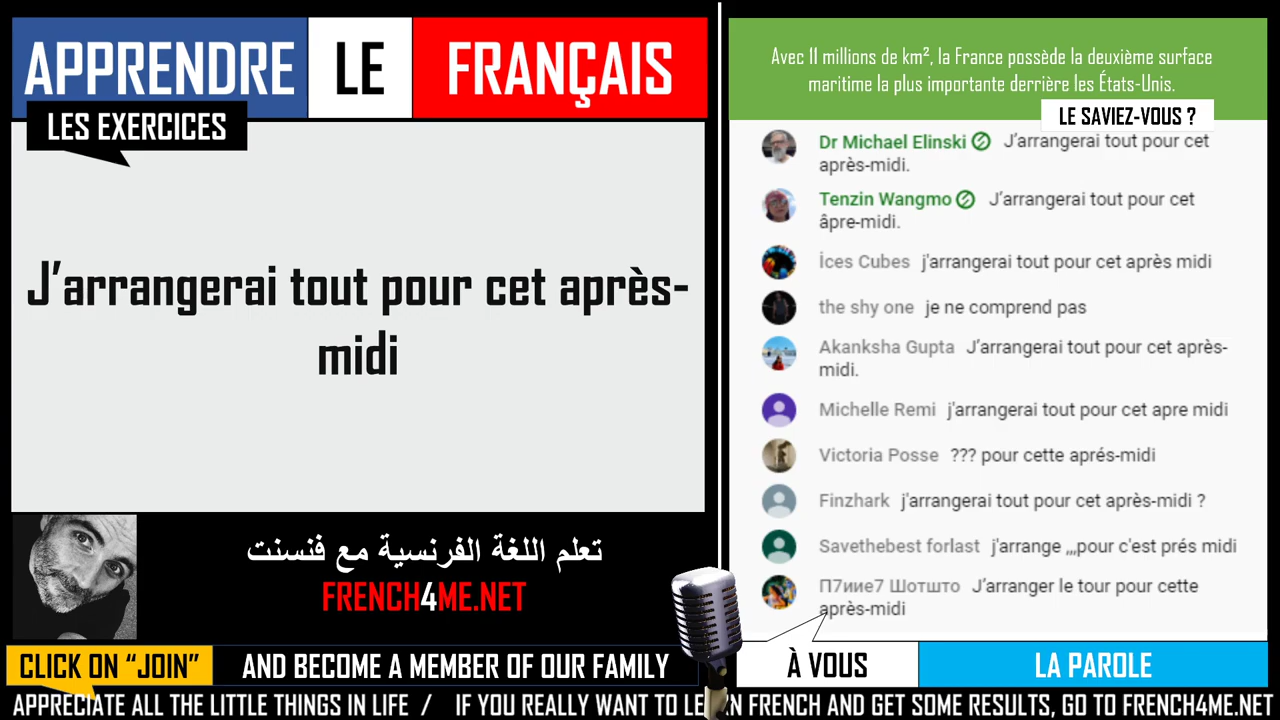 APPRENDRE LE FRANÇAIS
LES EXERCICES
J’arrangerai tout pour cet après-
midi
تعلم اللغة الفرنسية مع فنسنت
FRENCH4ME.NET
CLICK ON “JOIN” AND BECOME A MEMBER OF OUR FAMILY
Avec 11 millions de km², la France possède la deuxième surface
maritime la plus importante derrière les États-Unis.
LE SAVIEZ-VOUS ?
Dr Michael Elinski J’arrangerai tout pour cet
après-midi.
Tenzin Wangmo J’arrangerai tout pour cet
âpre-midi.
İces Cubes j'arrangerai tout pour cet après midi
the shy one je ne comprend pas
Akanksha Gupta J’arrangerai tout pour cet après-
midi.
Michelle Remi j'arrangerai tout pour cet apre midi
Victoria Posse ??? pour cette aprés-midi
Finzhark j'arrangerai tout pour cet après-midi ?
Savethebest forlast j'arrange ,,,pour c'est prés midi
П7иие7 Шотшто J’arranger le tour pour cette
après-midi
À VOUS LA PAROLE
APPRECIATE ALL THE LITTLE THINGS IN LIFE / IF YOU REALLY WANT TO LEARN FRENCH AND GET SOME RESULTS, GO TO FRENCH4ME.NET